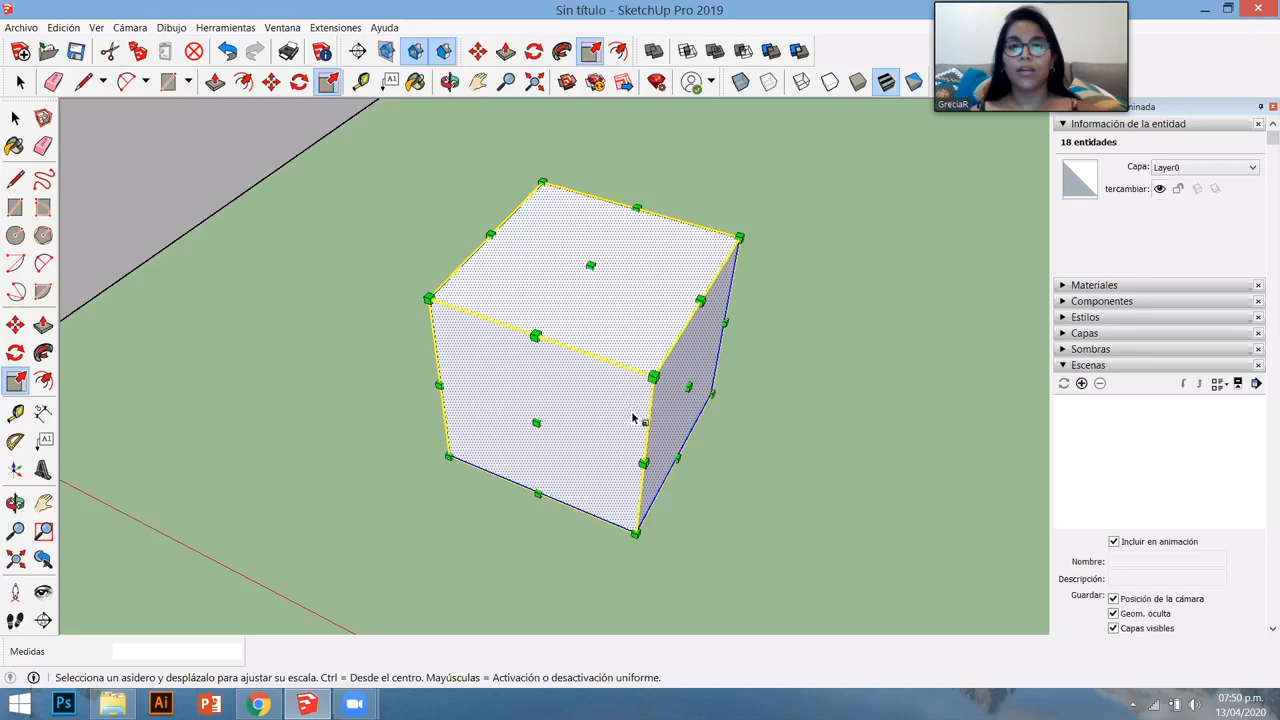 Sin título - SketchUp Pro 2019
Archivo Edición Ver Cámara Dibujo Herramientas Ventana Extensiones Ayuda
GreciaR
minada
Información de la entidad
18 entidades
Capa: Layer0
tercambiar:
Materiales
Componentes
Estilos
Capas
Sombras
Escenas
Incluir en animación
Nombre:
Descripción:
Guardar: Posición de la cámara
Geom. oculta
Capas visibles
Medidas
Selecciona un asidero y desplázalo para ajustar su escala. Ctrl = Desde el centro. Mayúsculas = Activación o desactivación uniforme.
07:50 p.m.
13/04/2020